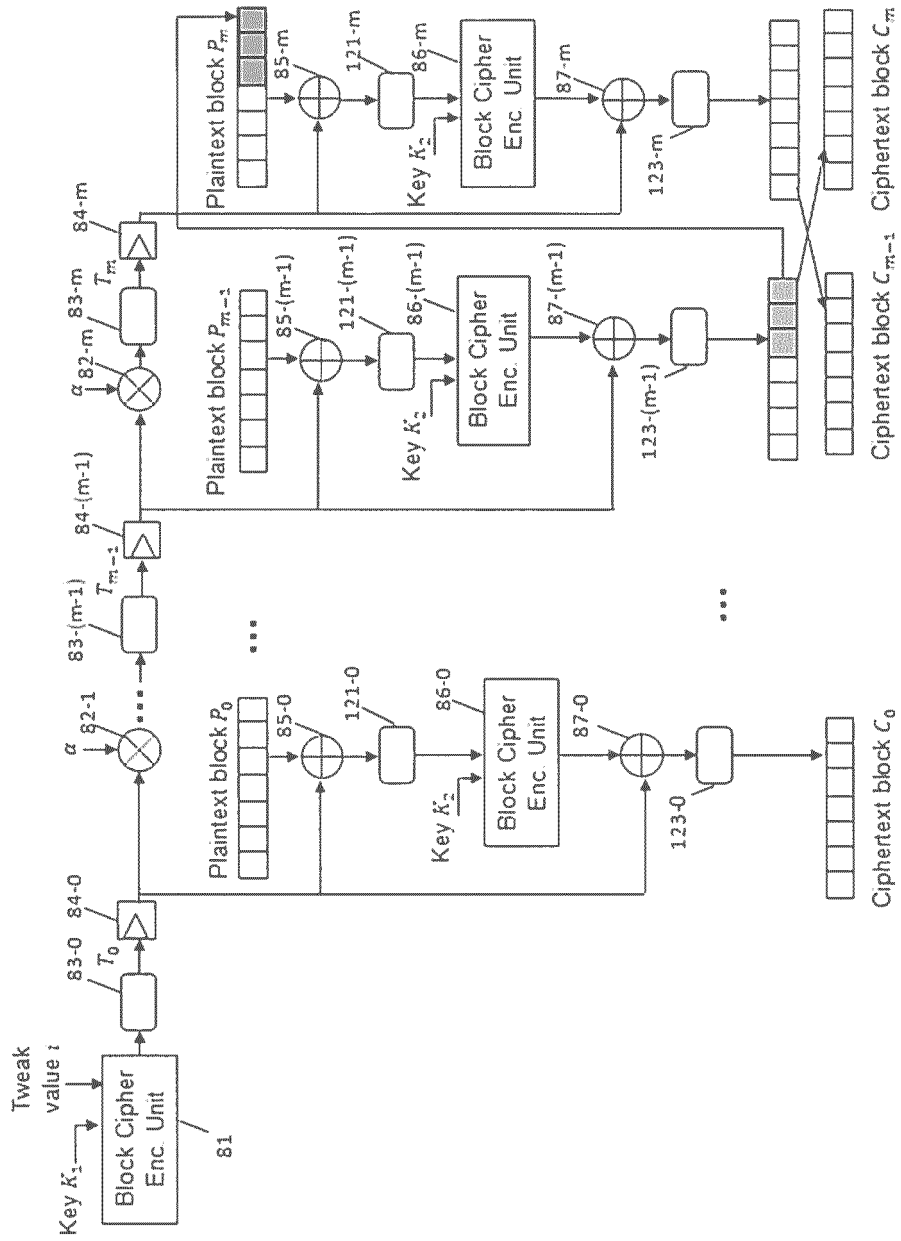 Tweak
value i
Key K₁
Block Cipher
Enc. Unit
81
83-0
T₀
84-0
α
82-1
83-(m-1)
Tₘ₋₁
84-(m-1)
α
82-m
83-m
Tₘ
84-m
Plaintext block P₀
85-0
121-0
Key K₂
86-0
Block Cipher
Enc. Unit
87-0
123-0
Ciphertext block C₀
...
...
...
Plaintext block Pₘ₋₁
85-(m-1)
121-(m-1)
Key K₂
86-(m-1)
Block Cipher
Enc. Unit
87-(m-1)
123-(m-1)
Ciphertext block Cₘ₋₁
Plaintext block Pₘ
85-m
121-m
Key K₂
86-m
Block Cipher
Enc. Unit
87-m
123-m
Ciphertext block Cₘ